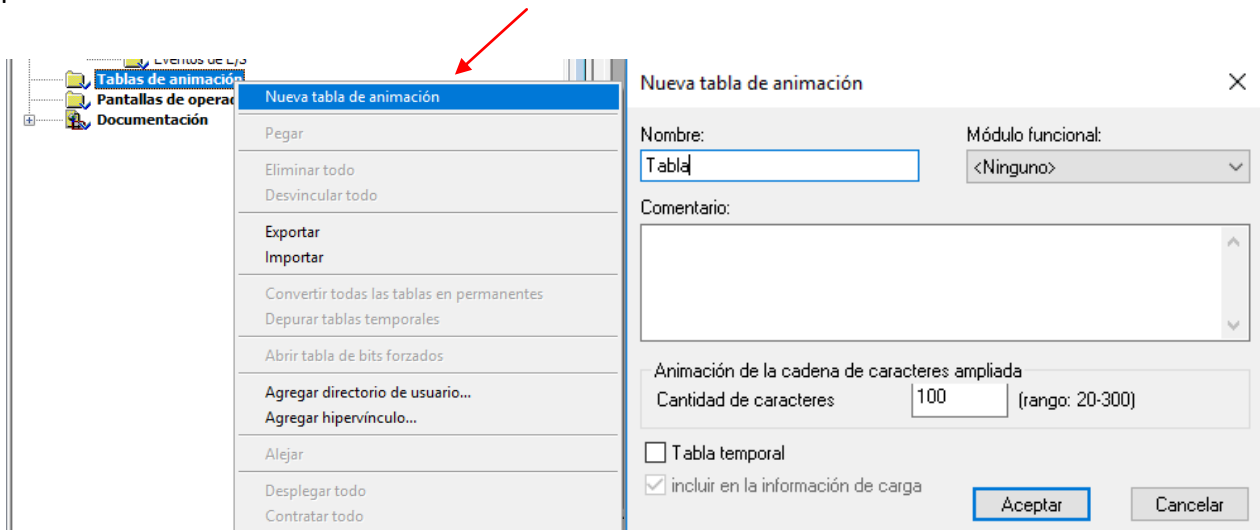 Eventos de E/S
Tablas de animación
Pantallas de operac
Documentación
Nueva tabla de animación
Pegar
Eliminar todo
Desvincular todo
Exportar
Importar
Convertir todas las tablas en permanentes
Depurar tablas temporales
Abrir tabla de bits forzados
Agregar directorio de usuario...
Agregar hipervínculo...
Alejar
Desplegar todo
Contratar todo
Nueva tabla de animación
Nombre:
Módulo funcional:
Tabla
<Ninguno>
Comentario:
Animación de la cadena de caracteres ampliada
Cantidad de caracteres 100 (rango: 20-300)
Tabla temporal
incluir en la información de carga
Aceptar Cancelar